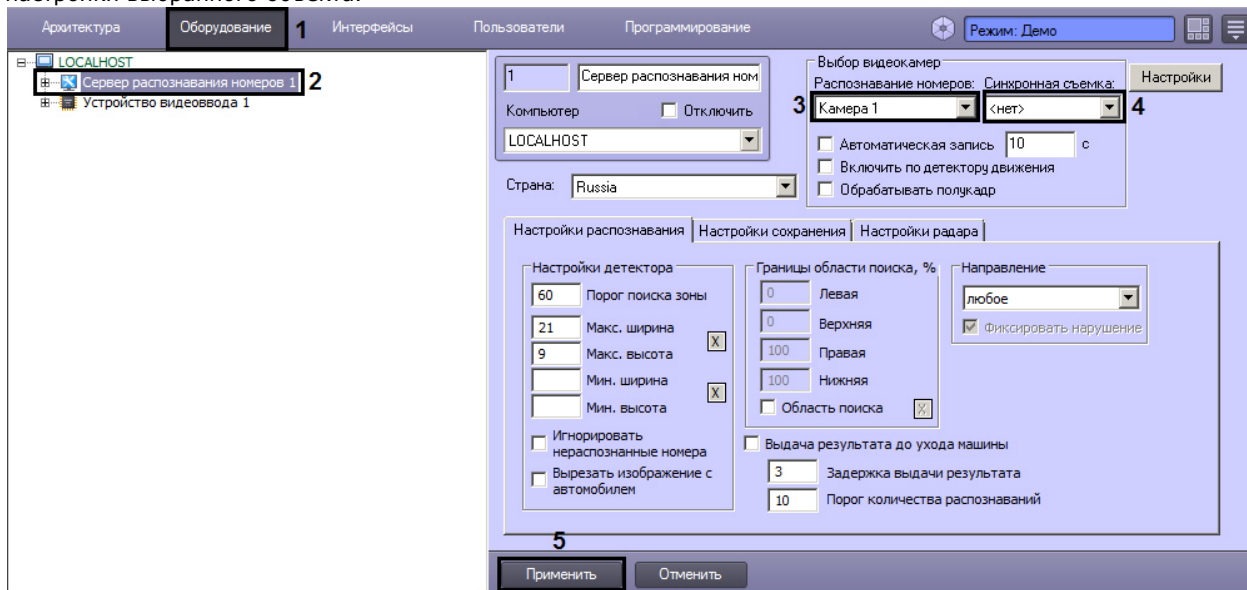 настройки выбранного объекта.
Архитектура Оборудование 1 Интерфейсы Пользователи Программирование Режим: Демо
LOCALHOST
Сервер распознавания номеров 1 2
Устройство видеоввода 1
1 Сервер распознавания ном
Компьютер Отключить
LOCALHOST
Страна: Russia
Выбор видеокамер
Распознавание номеров: Синхронная съемка:
3 Камера 1 <нет> 4
Настройки
Автоматическая запись 10 с
Включить по детектору движения
Обрабатывать полукадр
Настройки распознавания Настройки сохранения Настройки радара
Настройки детектора
60 Порог поиска зоны
21 Макс. ширина
X
9 Макс. высота
Мин. ширина
X
Мин. высота
Игнорировать
нераспознанные номера
Вырезать изображение с
автомобилем
Границы области поиска, %
0 Левая
0 Верхняя
100 Правая
100 Нижняя
Область поиска X
Направление
любое
Фиксировать нарушение
Выдача результата до ухода машины
3 Задержка выдачи результата
10 Порог количества распознаваний
5
Применить Отменить